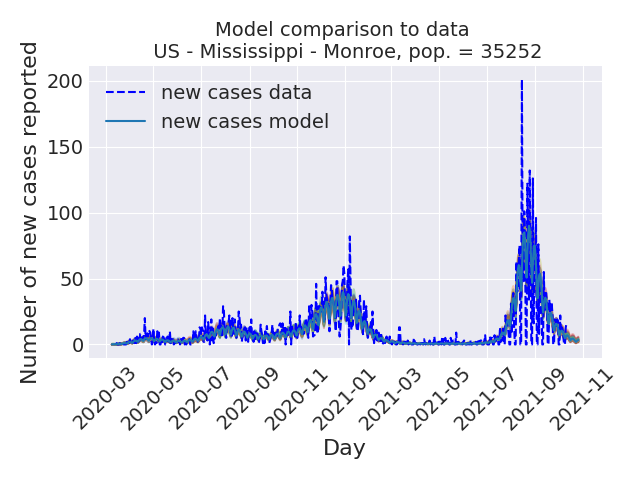 Model comparison to data
US - Mississippi - Monroe, pop. = 35252
Number of new cases reported
200
150
100
50
0
new cases data
new cases model
2020-03
2020-05
2020-07
2020-09
2020-11
2021-01
2021-03
2021-05
2021-07
2021-09
2021-11
Day